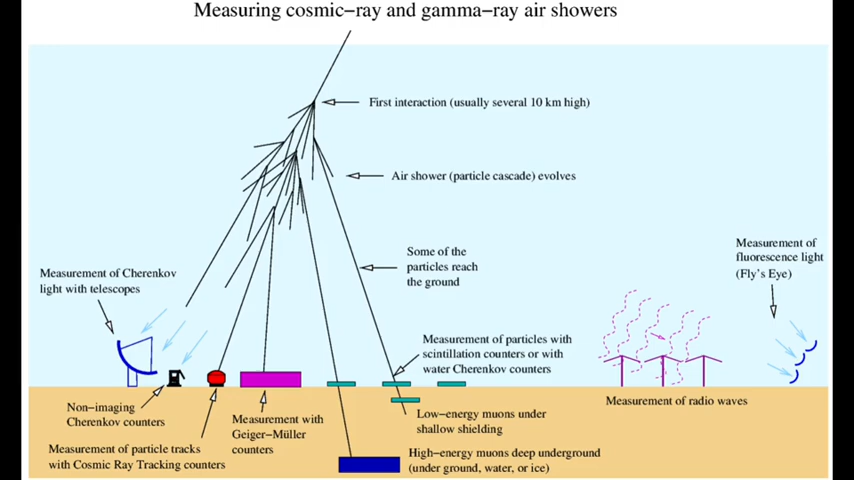 Measuring cosmic-ray and gamma-ray air showers
First interaction (usually several 10 km high)
Air shower (particle cascade) evolves
Some of the
particles reach
the ground
Measurement of
fluorescence light
(Fly's Eye)
Measurement of Cherenkov
light with telescopes
Measurement of particles with
scintillation counters or with
water Cherenkov counters
Measurement of radio waves
Non-imaging
Cherenkov counters
Low-energy muons under
shallow shielding
Measurement with
Geiger-Müller
counters
Measurement of particle tracks
with Cosmic Ray Tracking counters
High-energy muons deep underground
(under ground, water, or ice)